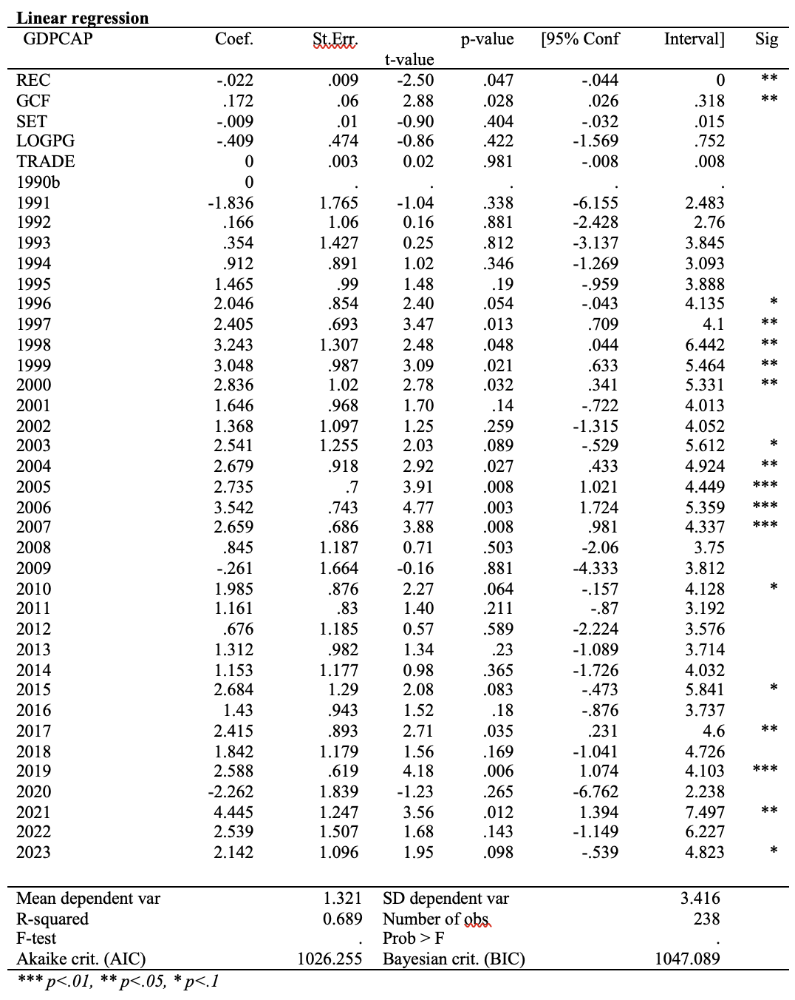 Linear regression
GDPCAP Coef. St.Err. t-value p-value [95% Conf Interval] Sig
REC -.022 .009 -2.50 .047 -.044 0 **
GCF .172 .06 2.88 .028 .026 .318 **
SET -.009 .01 -0.90 .404 -.032 .015
LOGPG -.409 .474 -0.86 .422 -1.569 .752
TRADE 0 .003 0.02 .981 -.008 .008
1990b 0 . . . . .
1991 -1.836 1.765 -1.04 .338 -6.155 2.483
1992 .166 1.06 0.16 .881 -2.428 2.76
1993 .354 1.427 0.25 .812 -3.137 3.845
1994 .912 .891 1.02 .346 -1.269 3.093
1995 1.465 .99 1.48 .19 -.959 3.888
1996 2.046 .854 2.40 .054 -.043 4.135 *
1997 2.405 .693 3.47 .013 .709 4.1 **
1998 3.243 1.307 2.48 .048 .044 6.442 **
1999 3.048 .987 3.09 .021 .633 5.464 **
2000 2.836 1.02 2.78 .032 .341 5.331 **
2001 1.646 .968 1.70 .14 -.722 4.013
2002 1.368 1.097 1.25 .259 -1.315 4.052
2003 2.541 1.255 2.03 .089 -.529 5.612 *
2004 2.679 .918 2.92 .027 .433 4.924 **
2005 2.735 .7 3.91 .008 1.021 4.449 ***
2006 3.542 .743 4.77 .003 1.724 5.359 ***
2007 2.659 .686 3.88 .008 .981 4.337 ***
2008 .845 1.187 0.71 .503 -2.06 3.75
2009 -.261 1.664 -0.16 .881 -4.333 3.812
2010 1.985 .876 2.27 .064 -.157 4.128 *
2011 1.161 .83 1.40 .211 -.87 3.192
2012 .676 1.185 0.57 .589 -2.224 3.576
2013 1.312 .982 1.34 .23 -1.089 3.714
2014 1.153 1.177 0.98 .365 -1.726 4.032
2015 2.684 1.29 2.08 .083 -.473 5.841 *
2016 1.43 .943 1.52 .18 -.876 3.737
2017 2.415 .893 2.71 .035 .231 4.6 **
2018 1.842 1.179 1.56 .169 -1.041 4.726
2019 2.588 .619 4.18 .006 1.074 4.103 ***
2020 -2.262 1.839 -1.23 .265 -6.762 2.238
2021 4.445 1.247 3.56 .012 1.394 7.497 **
2022 2.539 1.507 1.68 .143 -1.149 6.227
2023 2.142 1.096 1.95 .098 -.539 4.823 *
Mean dependent var 1.321 SD dependent var 3.416
R-squared 0.689 Number of obs 238
F-test . Prob > F .
Akaike crit. (AIC) 1026.255 Bayesian crit. (BIC) 1047.089
*** p<.01, ** p<.05, * p<.1